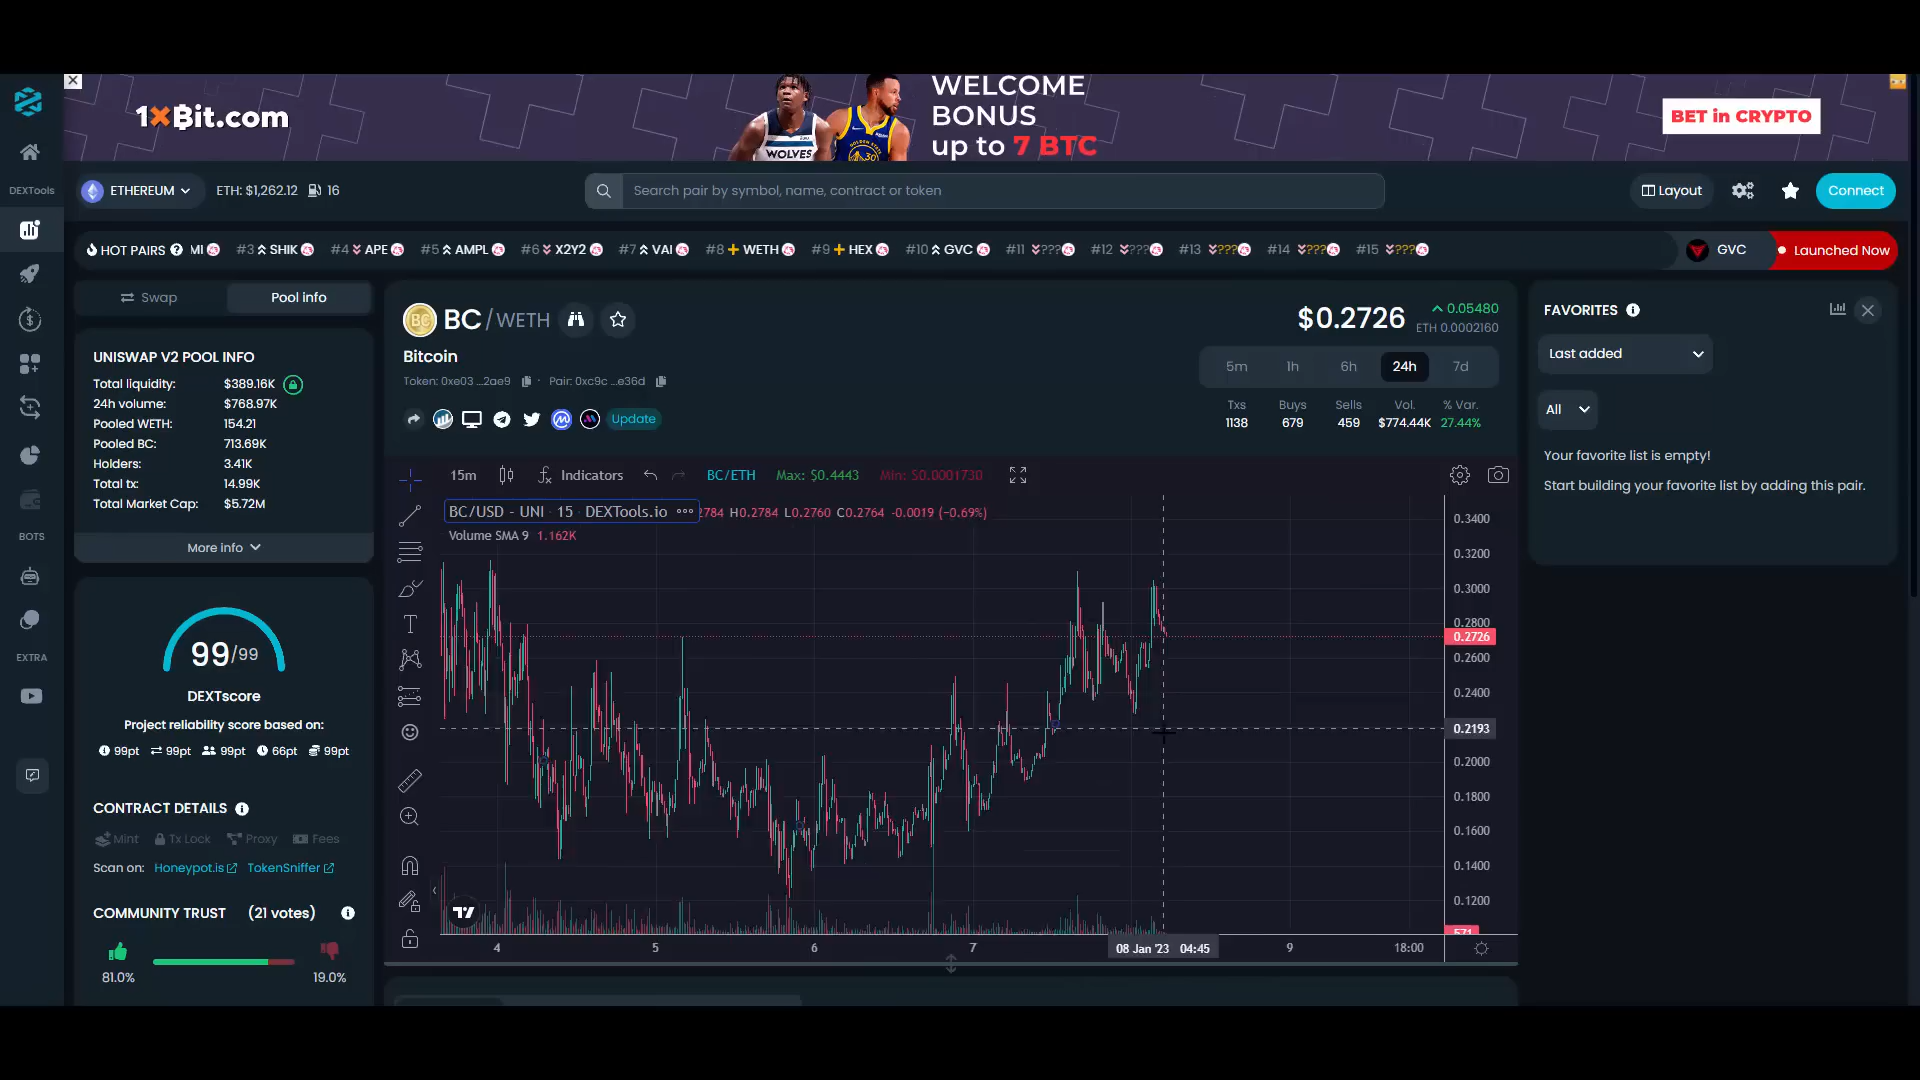 1xBit.com
WELCOME
BONUS
up to 7 BTC
BET in CRYPTO
WOLVES
30
DEXTools
ETHEREUM
ETH: $1,262.12
16
Search pair by symbol, name, contract or token
Layout
Connect
HOT PAIRS
MI
#3 SHIK
#4 APE
#5 AMPL
#6 X2Y2
#7 VAI
#8 WETH
#9 HEX
#10 GVC
#11 ???
#12 ???
#13 ???
#14 ???
#15 ???
GVC
Launched Now
Swap
Pool info
UNISWAP V2 POOL INFO
Total liquidity: $389.16K
24h volume: $768.97K
Pooled WETH: 154.21
Pooled BC: 713.69K
Holders: 3.41K
Total tx: 14.99K
Total Market Cap: $5.72M
More info
BOTS
EXTRA
99/99
DEXTscore
Project reliability score based on:
99pt 99pt 99pt 66pt 99pt
CONTRACT DETAILS
Mint Tx Lock Proxy Fees
Scan on: Honeypot.is TokenSniffer
COMMUNITY TRUST (21 votes)
81.0%
19.0%
BC/WETH
Bitcoin
Token: 0xe03 ...2ae9 · Pair: 0xc9c ...e36d
Update
$0.2726
0.05480
ETH 0.0002160
5m 1h 6h 24h 7d
Txs Buys Sells Vol. % Var.
1138 679 459 $774.44K 27.44%
15m
Indicators
BC/ETH
Max: $0.4443
Min: $0.0001730
BC/USD - UNI · 15 · DEXTools.io
2784 H0.2784 L0.2760 C0.2764 -0.0019 (−0.69%)
Volume SMA 9 1.162K
0.3400
0.3200
0.3000
0.2800
0.2726
0.2600
0.2400
0.2193
0.2000
0.1800
0.1600
0.1400
0.1200
571
4
5
6
7
08 Jan '23 04:45
9
18:00
FAVORITES
Last added
All
Your favorite list is empty!
Start building your favorite list by adding this pair.